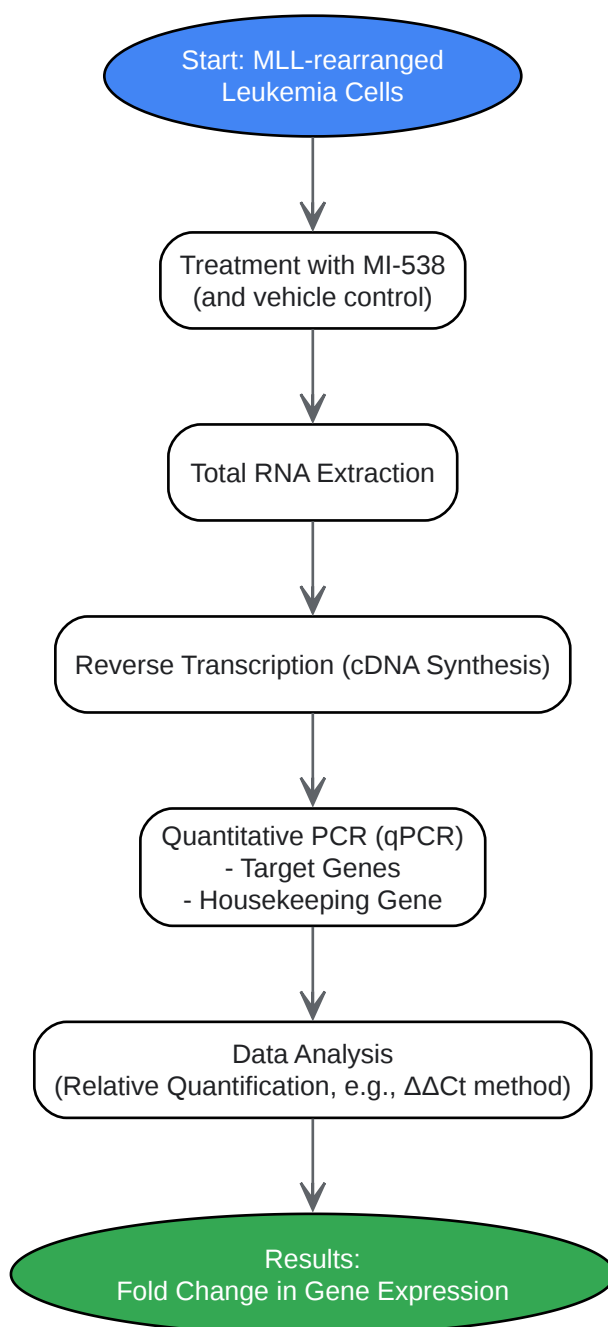 Start: MLL-rearranged
Leukemia Cells
Treatment with MI-538
(and vehicle control)
Total RNA Extraction
Reverse Transcription (cDNA Synthesis)
Quantitative PCR (qPCR)
- Target Genes
- Housekeeping Gene
Data Analysis
(Relative Quantification, e.g., ΔΔCt method)
Results:
Fold Change in Gene Expression